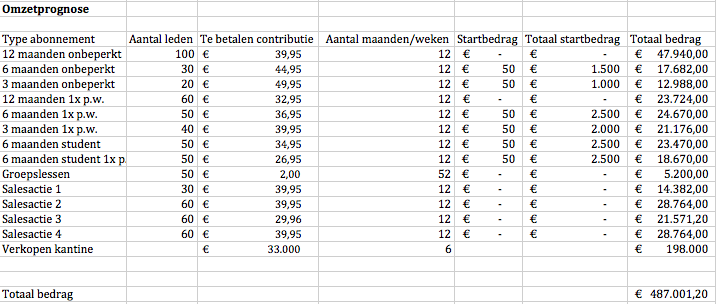 Omzetprognose
Type abonnement Aantal leden Te betalen contributie Aantal maanden/weken Startbedrag Totaal startbedrag Totaal bedrag
12 maanden onbeperkt 100 € 39,95 12 € - € - € 47.940,00
6 maanden onbeperkt 30 € 44,95 12 € 50 € 1.500 € 17.682,00
3 maanden onbeperkt 20 € 49,95 12 € 50 € 1.000 € 12.988,00
12 maanden 1x p.w. 60 € 32,95 12 € - € - € 23.724,00
6 maanden 1x p.w. 50 € 36,95 12 € 50 € 2.500 € 24.670,00
3 maanden 1x p.w. 40 € 39,95 12 € 50 € 2.000 € 21.176,00
6 maanden student 50 € 34,95 12 € 50 € 2.500 € 23.470,00
6 maanden student 1x p. 50 € 26,95 12 € 50 € 2.500 € 18.670,00
Groepslessen 50 € 2,00 52 € - € - € 5.200,00
Salesactie 1 30 € 39,95 12 € - € - € 14.382,00
Salesactie 2 60 € 39,95 12 € - € - € 28.764,00
Salesactie 3 60 € 29,96 12 € - € - € 21.571,20
Salesactie 4 60 € 39,95 12 € - € - € 28.764,00
Verkopen kantine € 33.000 6 € 198.000
Totaal bedrag € 487.001,20